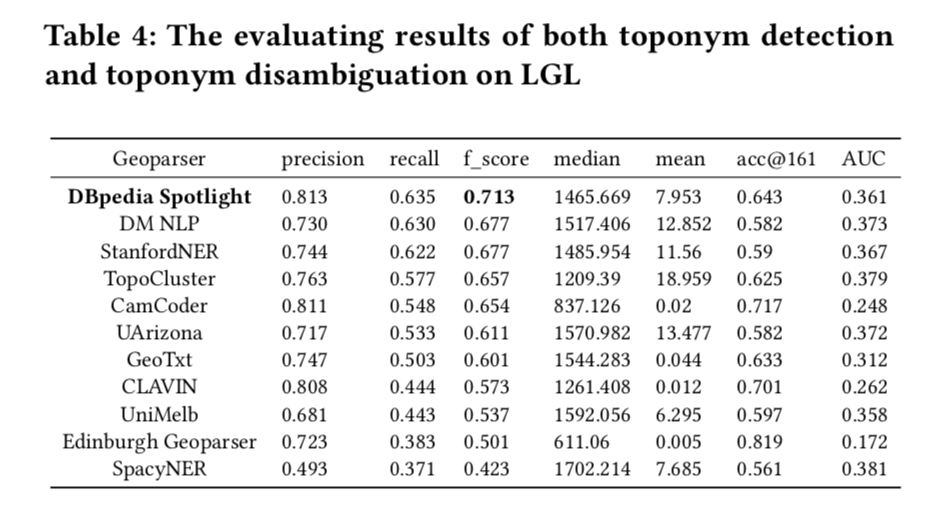 Table 4: The evaluating results of both toponym detection
and toponym disambiguation on LGL
Geoparser precision recall f_score median mean acc@161 AUC
DBpedia Spotlight 0.813 0.635 0.713 1465.669 7.953 0.643 0.361
DM NLP 0.730 0.630 0.677 1517.406 12.852 0.582 0.373
StanfordNER 0.744 0.622 0.677 1485.954 11.56 0.59 0.367
TopoCluster 0.763 0.577 0.657 1209.39 18.959 0.625 0.379
CamCoder 0.811 0.548 0.654 837.126 0.02 0.717 0.248
UArizona 0.717 0.533 0.611 1570.982 13.477 0.582 0.372
GeoTxt 0.747 0.503 0.601 1544.283 0.044 0.633 0.312
CLAVIN 0.808 0.444 0.573 1261.408 0.012 0.701 0.262
UniMelb 0.681 0.443 0.537 1592.056 6.295 0.597 0.358
Edinburgh Geoparser 0.723 0.383 0.501 611.06 0.005 0.819 0.172
SpacyNER 0.493 0.371 0.423 1702.214 7.685 0.561 0.381